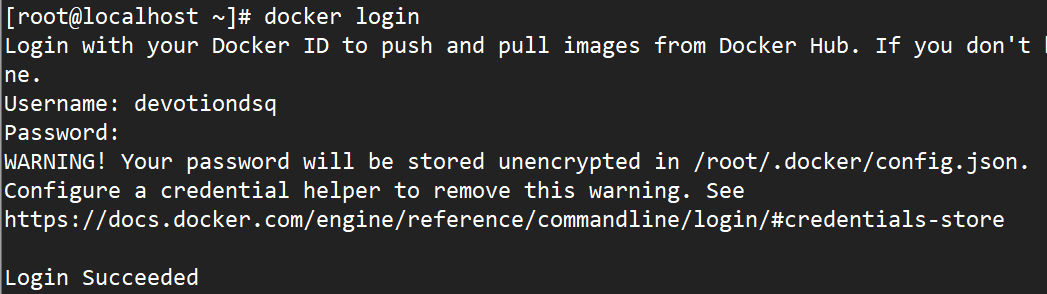 [root@localhost ~]# docker login
Login with your Docker ID to push and pull images from Docker Hub. If you don't
ne.
Username: devotiondsq
Password:
WARNING! Your password will be stored unencrypted in /root/.docker/config.json.
Configure a credential helper to remove this warning. See
https://docs.docker.com/engine/reference/commandline/login/#credentials-store
Login Succeeded